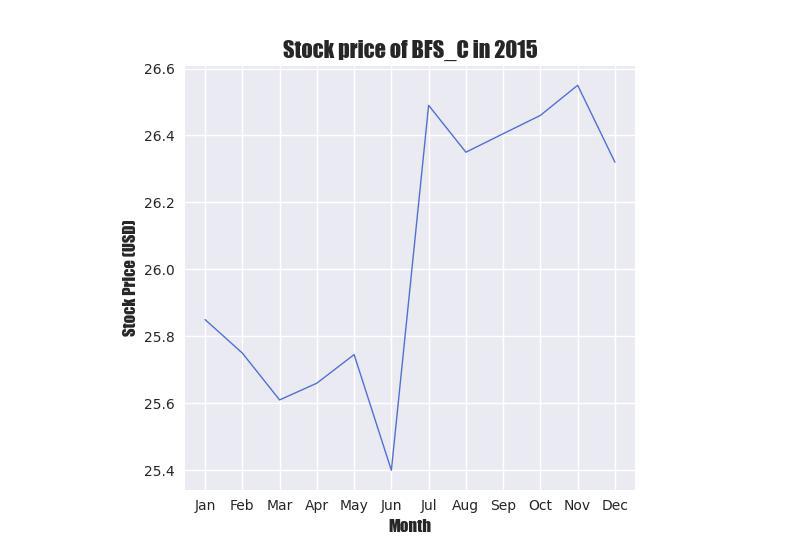 Stock price of BFS_C in 2015
26.6
26.4
26.2
26.0
25.8
25.6
25.4
Stock Price (USD)
Jan Feb Mar Apr May Jun Jul Aug Sep Oct Nov Dec
Month